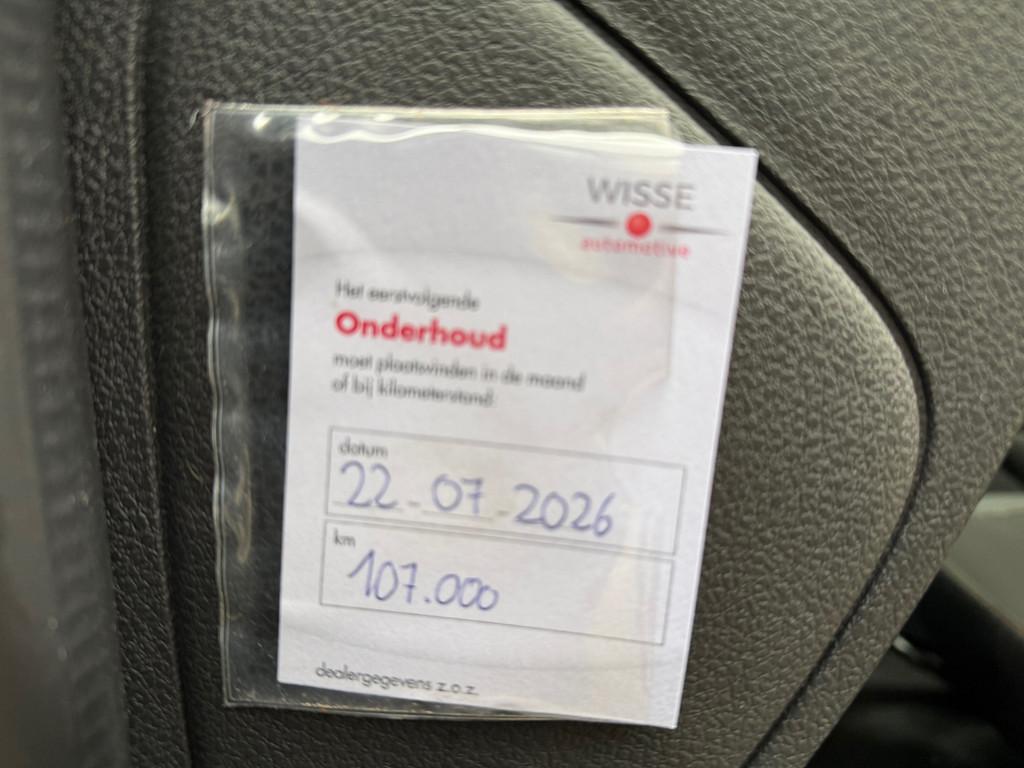 WISSE
automotive
Het eerstvolgende
Onderhoud
moet plaatsvinden in de maand
of bij kilometerstand:
datum
22-07-2026
km
107.000
dealergegevens z.o.z.